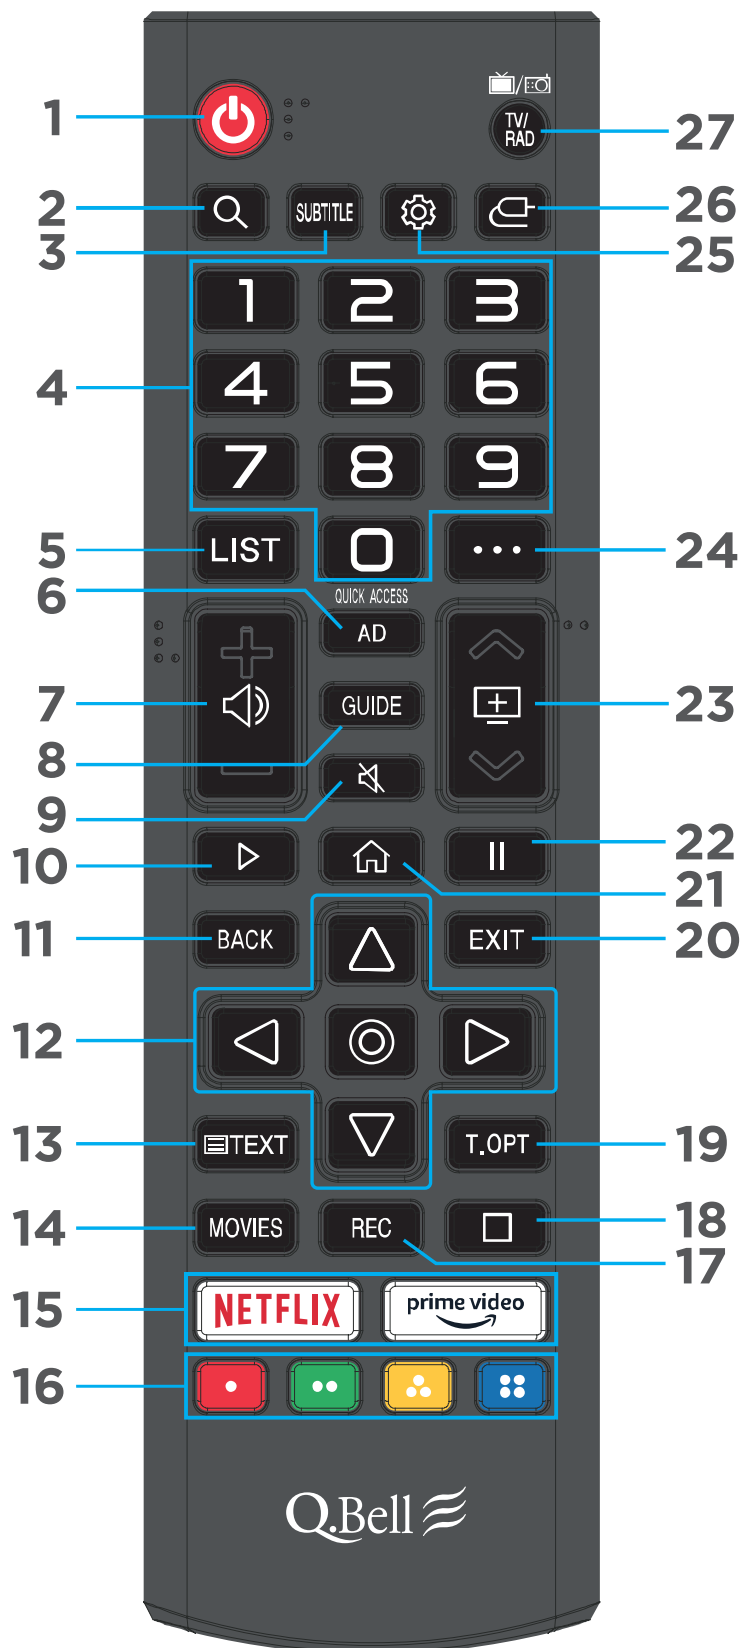 1
TV/
RAD
27
2
SUBTITLE
26
3
25
1 2 3
4
4 5 6
7 8 9
5
LIST
0
24
6
QUICK ACCESS
AD
7
GUIDE
23
8
9
10
22
21
11
BACK
EXIT
20
12
13
TEXT
T.OPT
19
14
MOVIES
REC
18
17
15
NETFLIX
prime video
16
Q.Bell